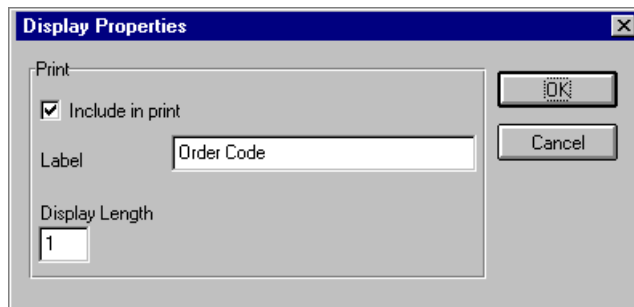 Display Properties
Print
Include in print
Label
Order Code
Display Length
1
OK
Cancel